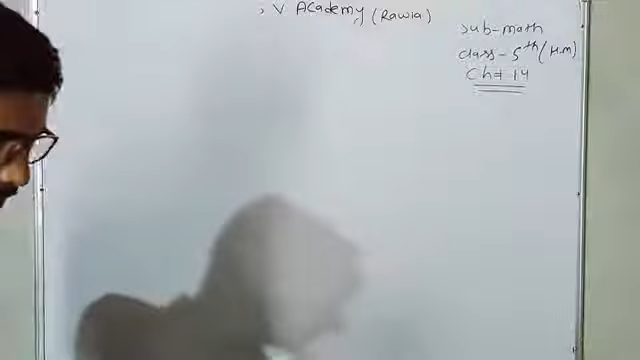 V Academy (Rawla)
sub-math
class-5th (H.M)
Ch# 14